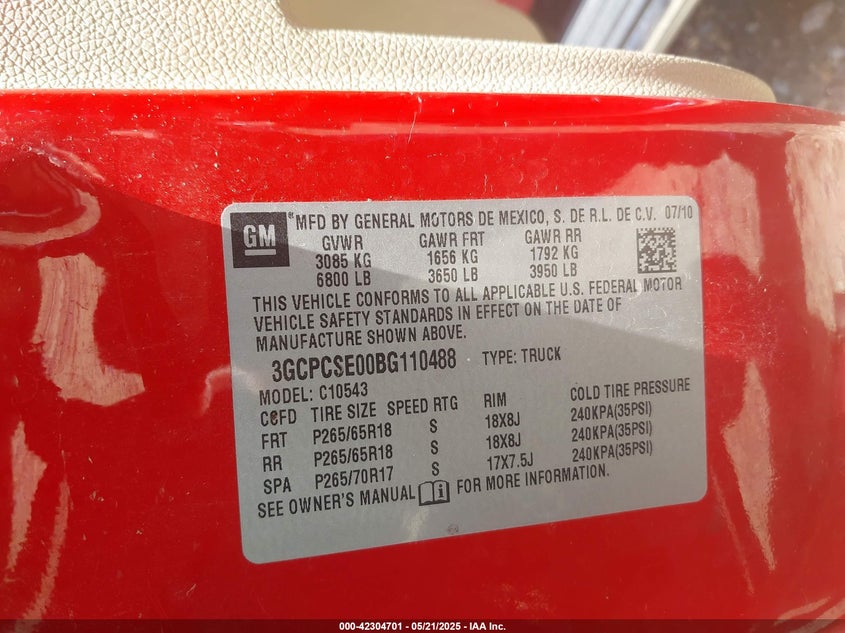 GM
® MFD BY GENERAL MOTORS DE MEXICO, S. DE R.L. DE C.V. 07/10
GVWR GAWR FRT GAWR RR
3085 KG 1656 KG 1792 KG
6800 LB 3650 LB 3950 LB
THIS VEHICLE CONFORMS TO ALL APPLICABLE U.S. FEDERAL MOTOR
VEHICLE SAFETY STANDARDS IN EFFECT ON THE DATE OF
MANUFACTURE SHOWN ABOVE.
3GCPCSE00BG110488 TYPE: TRUCK
MODEL: C10543
TIRE SIZE SPEED RTG RIM COLD TIRE PRESSURE
FRT P265/65R18 S 18X8J 240KPA(35PSI)
RR P265/65R18 S 18X8J 240KPA(35PSI)
SPA P265/70R17 S 17X7.5J 240KPA(35PSI)
SEE OWNER'S MANUAL FOR MORE INFORMATION.
000-42304701 - 05/21/2025 - IAA Inc.